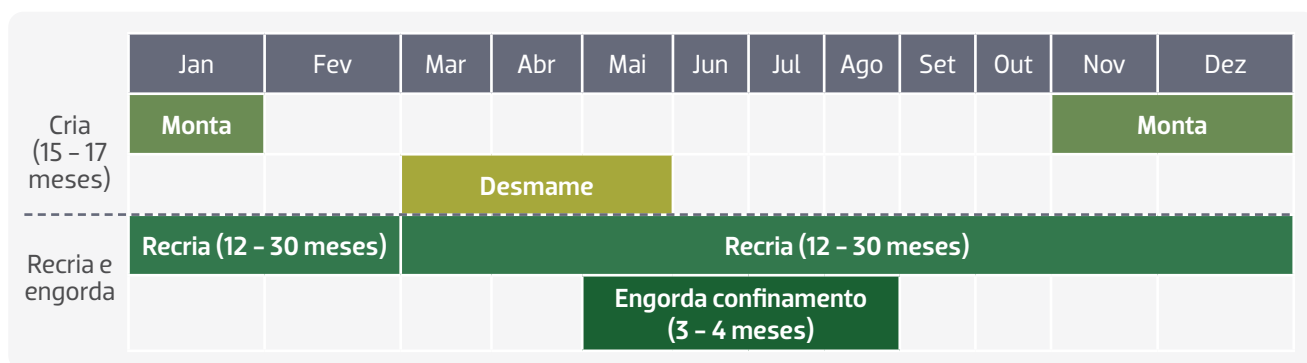 Jan Fev Mar Abr Mai Jun Jul Ago Set Out Nov Dez
Cria
(15 – 17
meses)
Monta Monta
Desmame
Recria e
engorda
Recria (12 – 30 meses) Recria (12 – 30 meses)
Engorda confinamento
(3 – 4 meses)